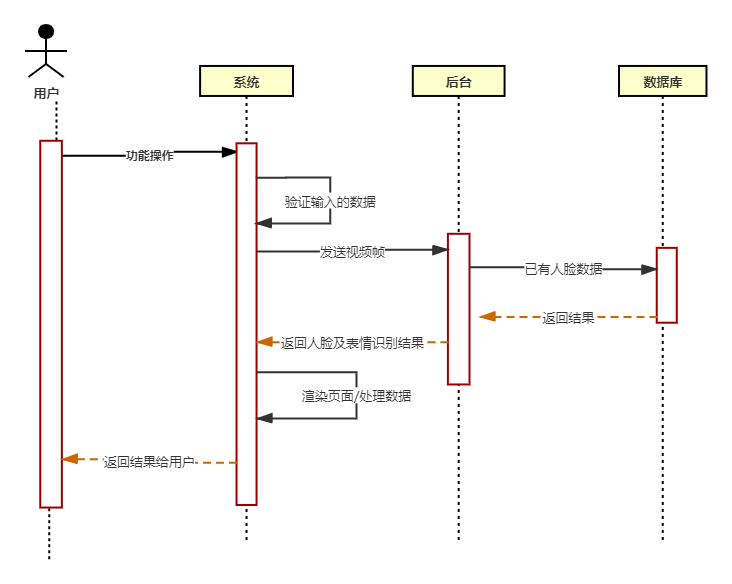 用户
系统
后台
数据库
功能操作
验证输入的数据
发送视频帧
已有人脸数据
返回结果
返回人脸及表情识别结果
渲染页面/处理数据
返回结果给用户